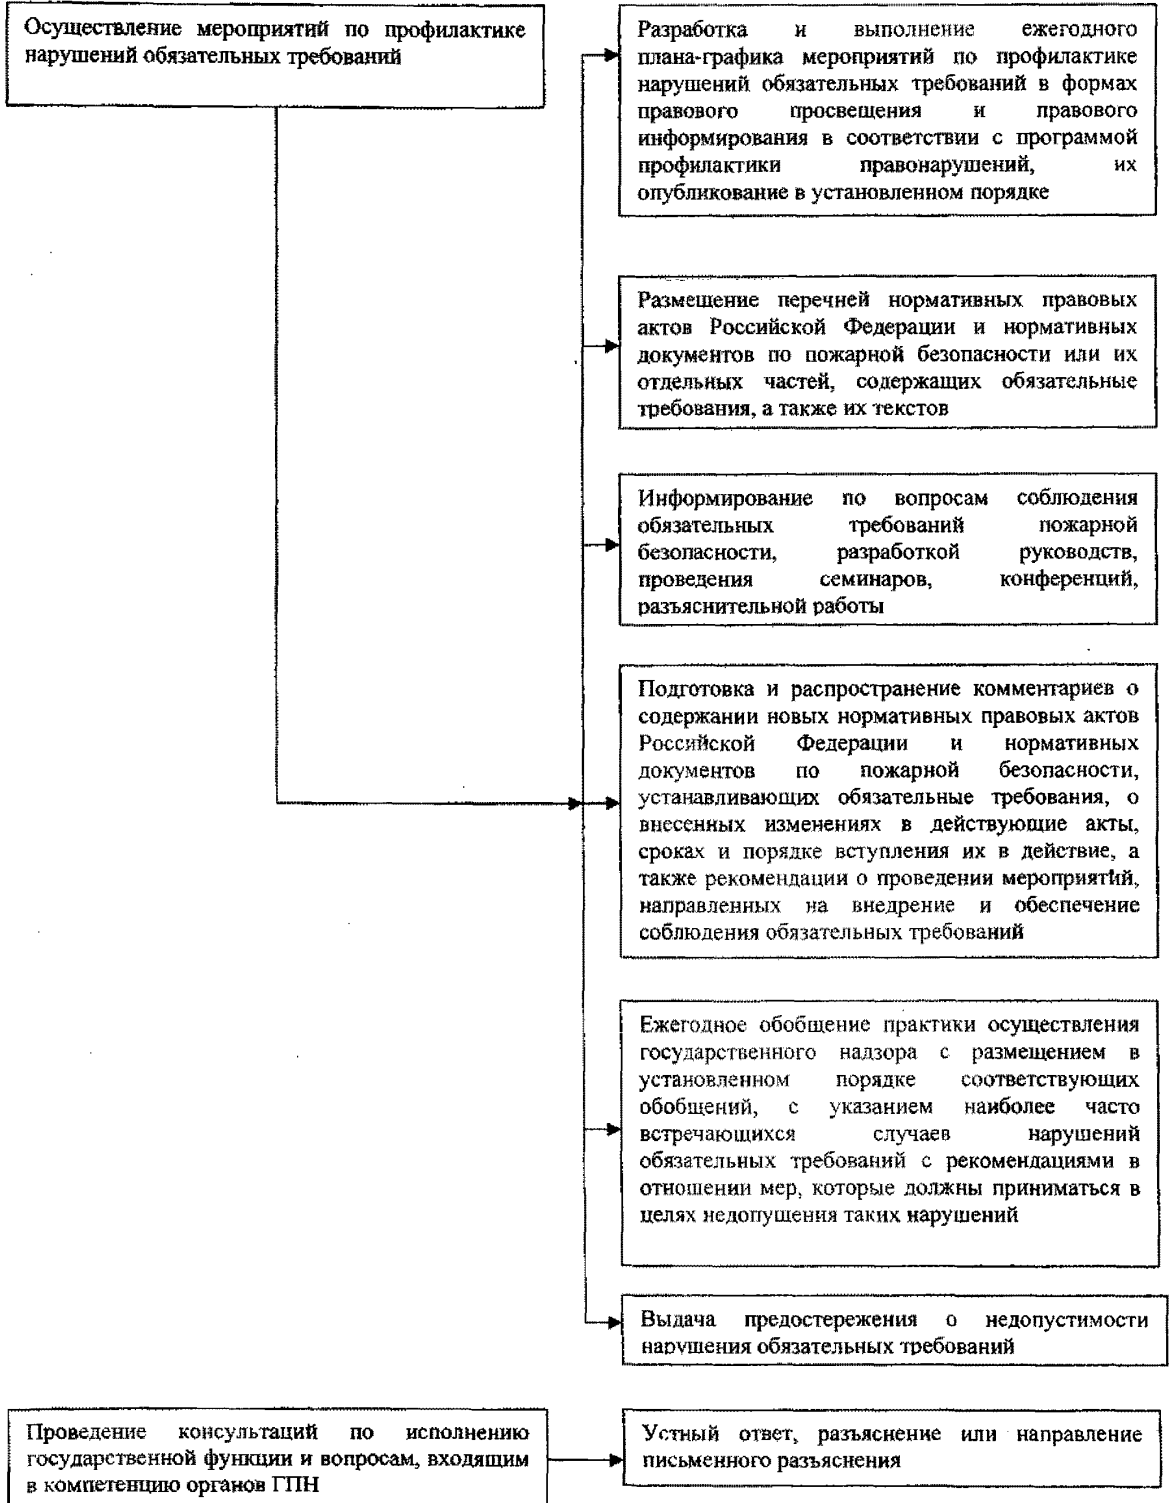 Осуществление мероприятий по профилактике
нарушений обязательных требований
Разработка и выполнение ежегодного
плана-графика мероприятий по профилактике
нарушений обязательных требований в формах
правового просвещения и правового
информирования в соответствии с программой
профилактики правонарушений, их
опубликование в установленном порядке
Размещение перечней нормативных правовых
актов Российской Федерации и нормативных
документов по пожарной безопасности или их
отдельных частей, содержащих обязательные
требования, а также их текстов
Информирование по вопросам соблюдения
обязательных требований пожарной
безопасности, разработкой руководств,
проведения семинаров, конференций,
разъяснительной работы
Подготовка и распространение комментариев о
содержании новых нормативных правовых актов
Российской Федерации и нормативных
документов по пожарной безопасности,
устанавливающих обязательные требования, о
внесенных изменениях в действующие акты,
сроках и порядке вступления их в действие, а
также рекомендации о проведении мероприятий,
направленных на внедрение и обеспечение
соблюдения обязательных требований
Ежегодное обобщение практики осуществления
государственного надзора с размещением в
установленном порядке соответствующих
обобщений, с указанием наиболее часто
встречающихся случаев нарушений
обязательных требований с рекомендациями в
отношении мер, которые должны приниматься в
целях недопущения таких нарушений
Выдача предостережения о недопустимости
нарушения обязательных требований
Проведение консультаций по исполнению
государственной функции и вопросам, входящим
в компетенцию органов ГПН
Устный ответ, разъяснение или направление
письменного разъяснения